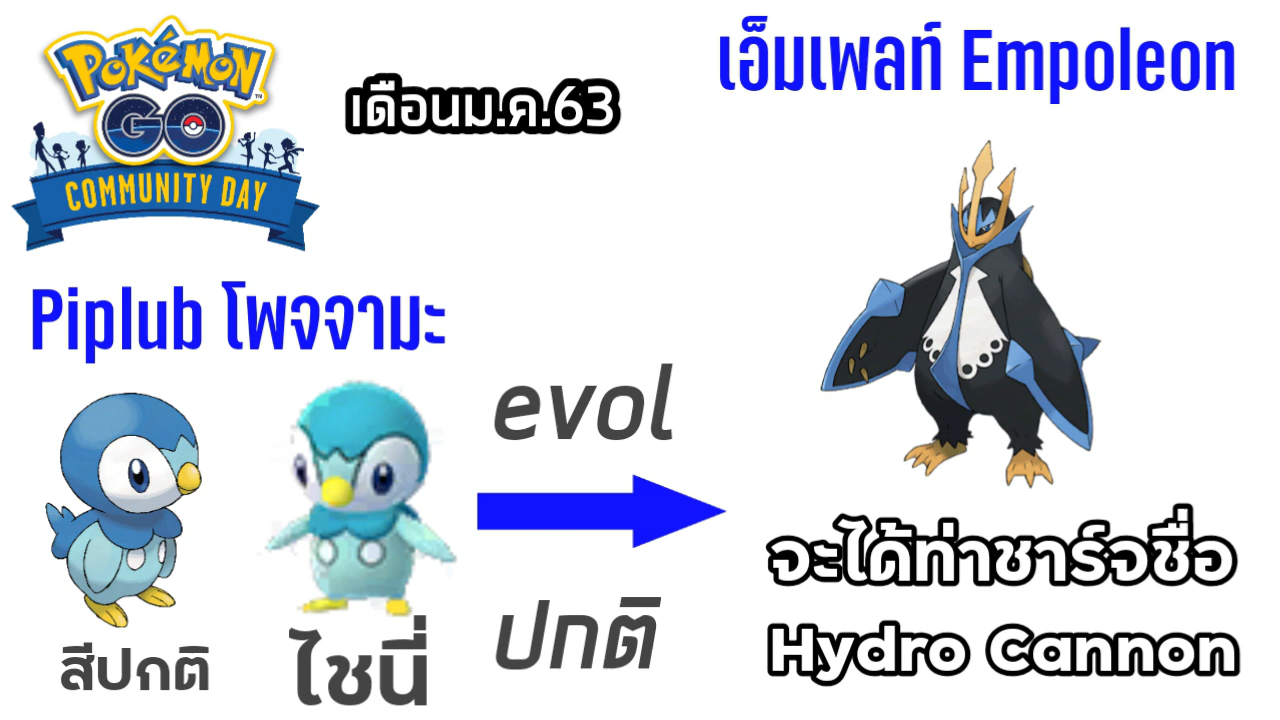 POKéMON
GO
COMMUNITY DAY
เดือนม.ค.63
เอ็มเพลท์ Empoleon
Piplub โพจจามะ
evol
ปกติ
สีปกติ
ไชนี่
จะได้ท่าชาร์จชื่อ
Hydro Cannon